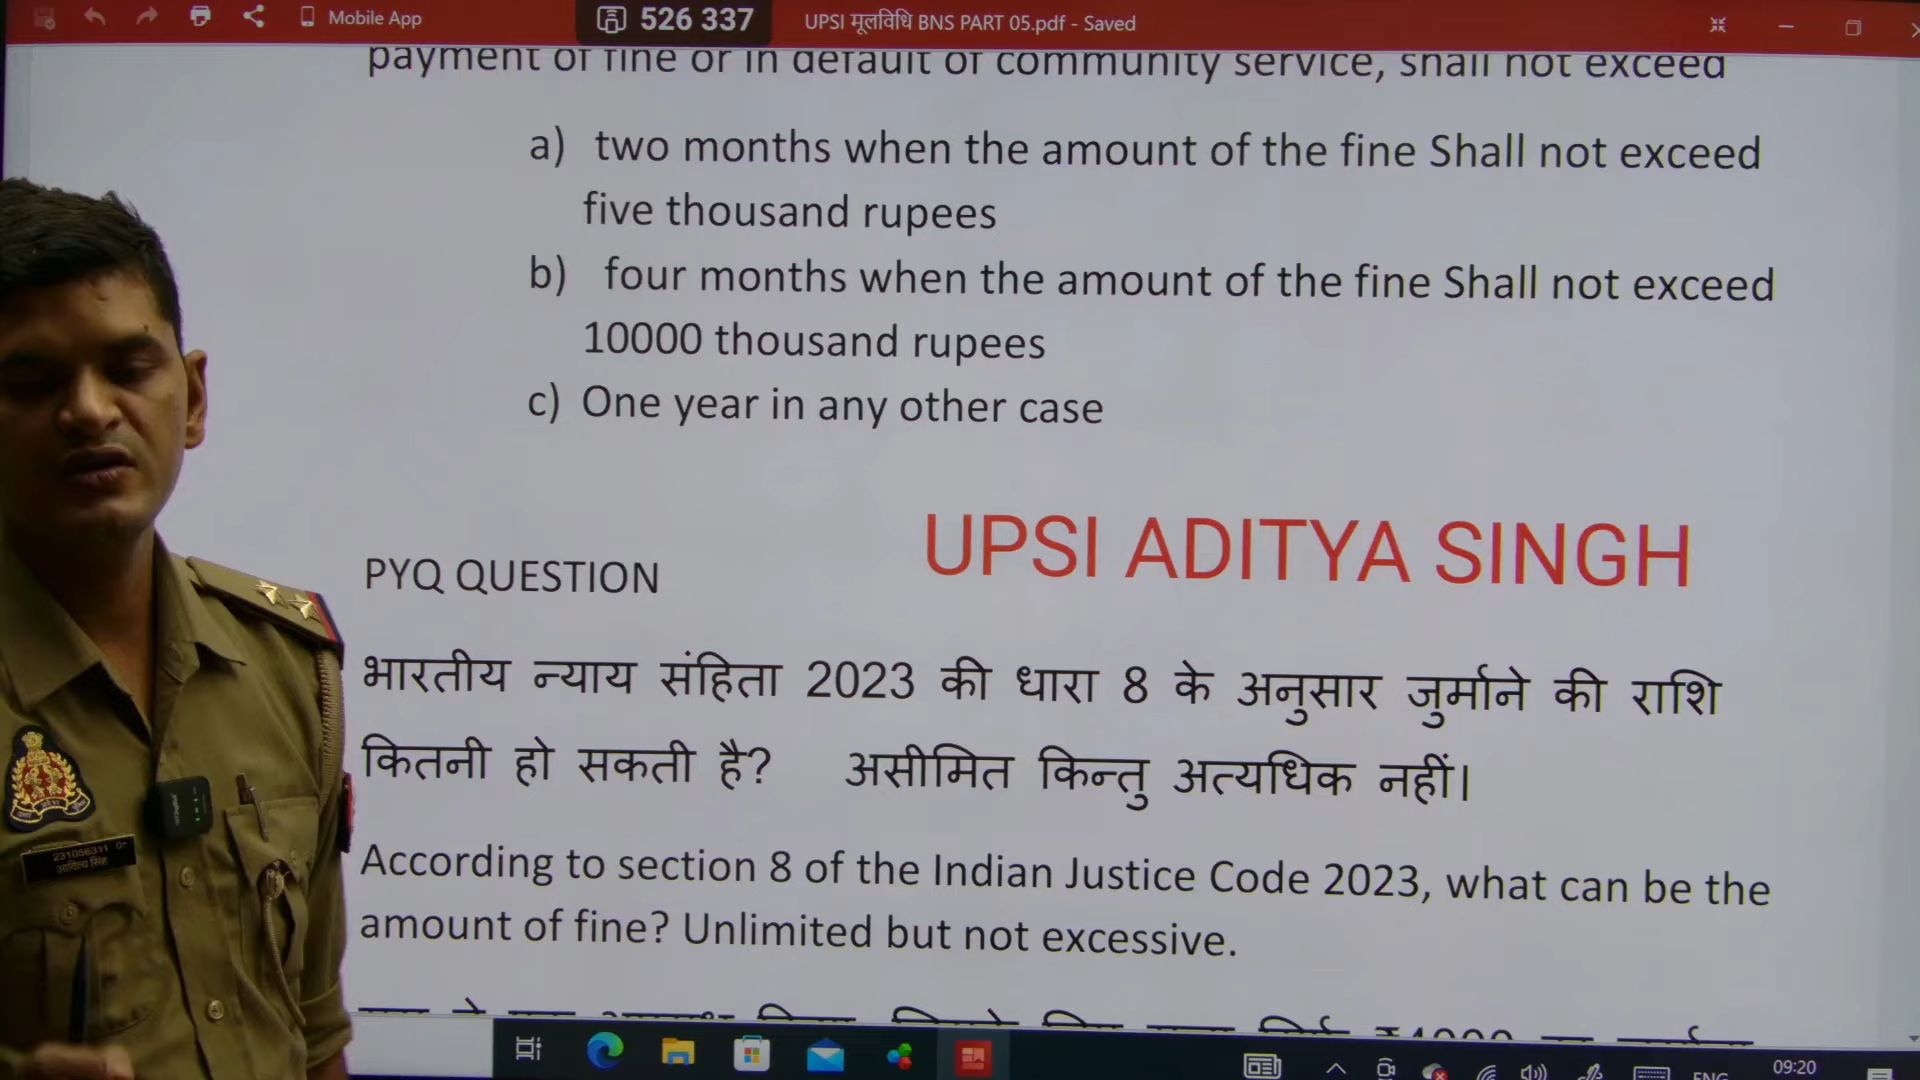 Mobile App
526 337
UPSI मूलविधि BNS PART 05.pdf - Saved
payment of fine or in default of community service, shall not exceed
a) two months when the amount of the fine Shall not exceed
five thousand rupees
b) four months when the amount of the fine Shall not exceed
10000 thousand rupees
c) One year in any other case
UPSI ADITYA SINGH
PYQ QUESTION
भारतीय न्याय संहिता 2023 की धारा 8 के अनुसार जुर्माने की राशि
कितनी हो सकती है? असीमित किन्तु अत्यधिक नहीं।
According to section 8 of the Indian Justice Code 2023, what can be the
amount of fine? Unlimited but not excessive.
231056311 O+
आदित्य सिंह
ENG
09:20